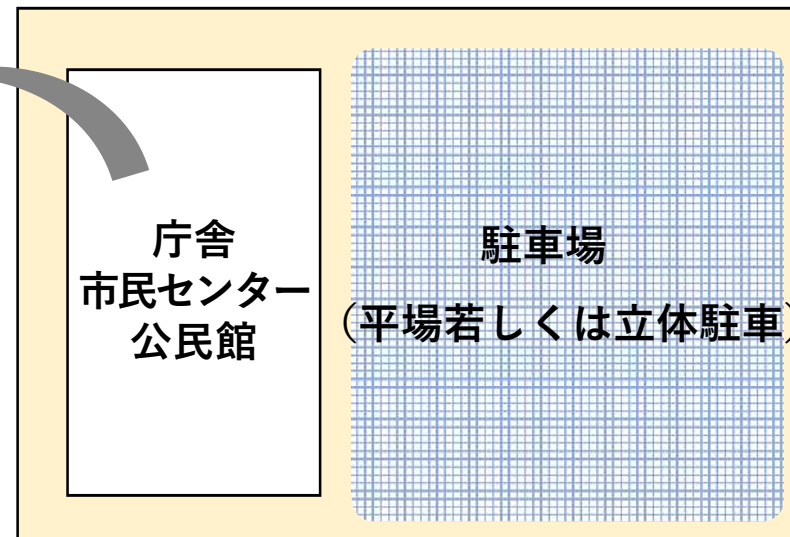 庁舎
市民センター
公民館
駐車場
（平場若しくは立体駐車）